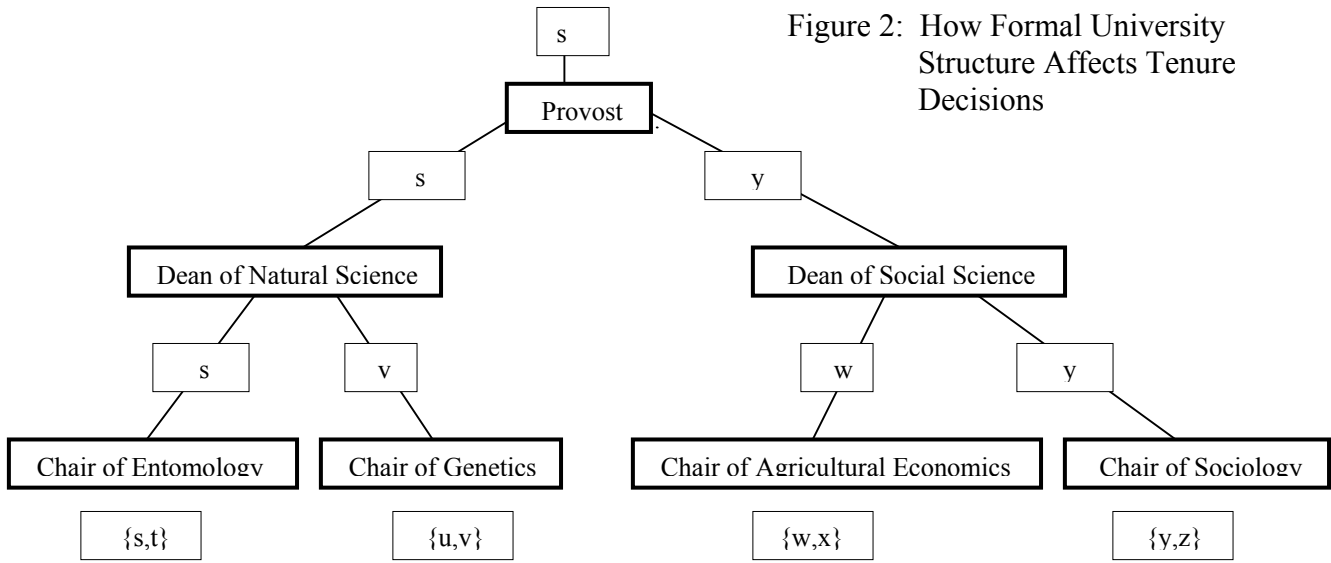 s
Figure 2: How Formal University
Structure Affects Tenure
Decisions
Provost
s
y
Dean of Natural Science
Dean of Social Science
s
v
w
y
Chair of Entomology
Chair of Genetics
Chair of Agricultural Economics
Chair of Sociology
{s,t}
{u,v}
{w,x}
{y,z}